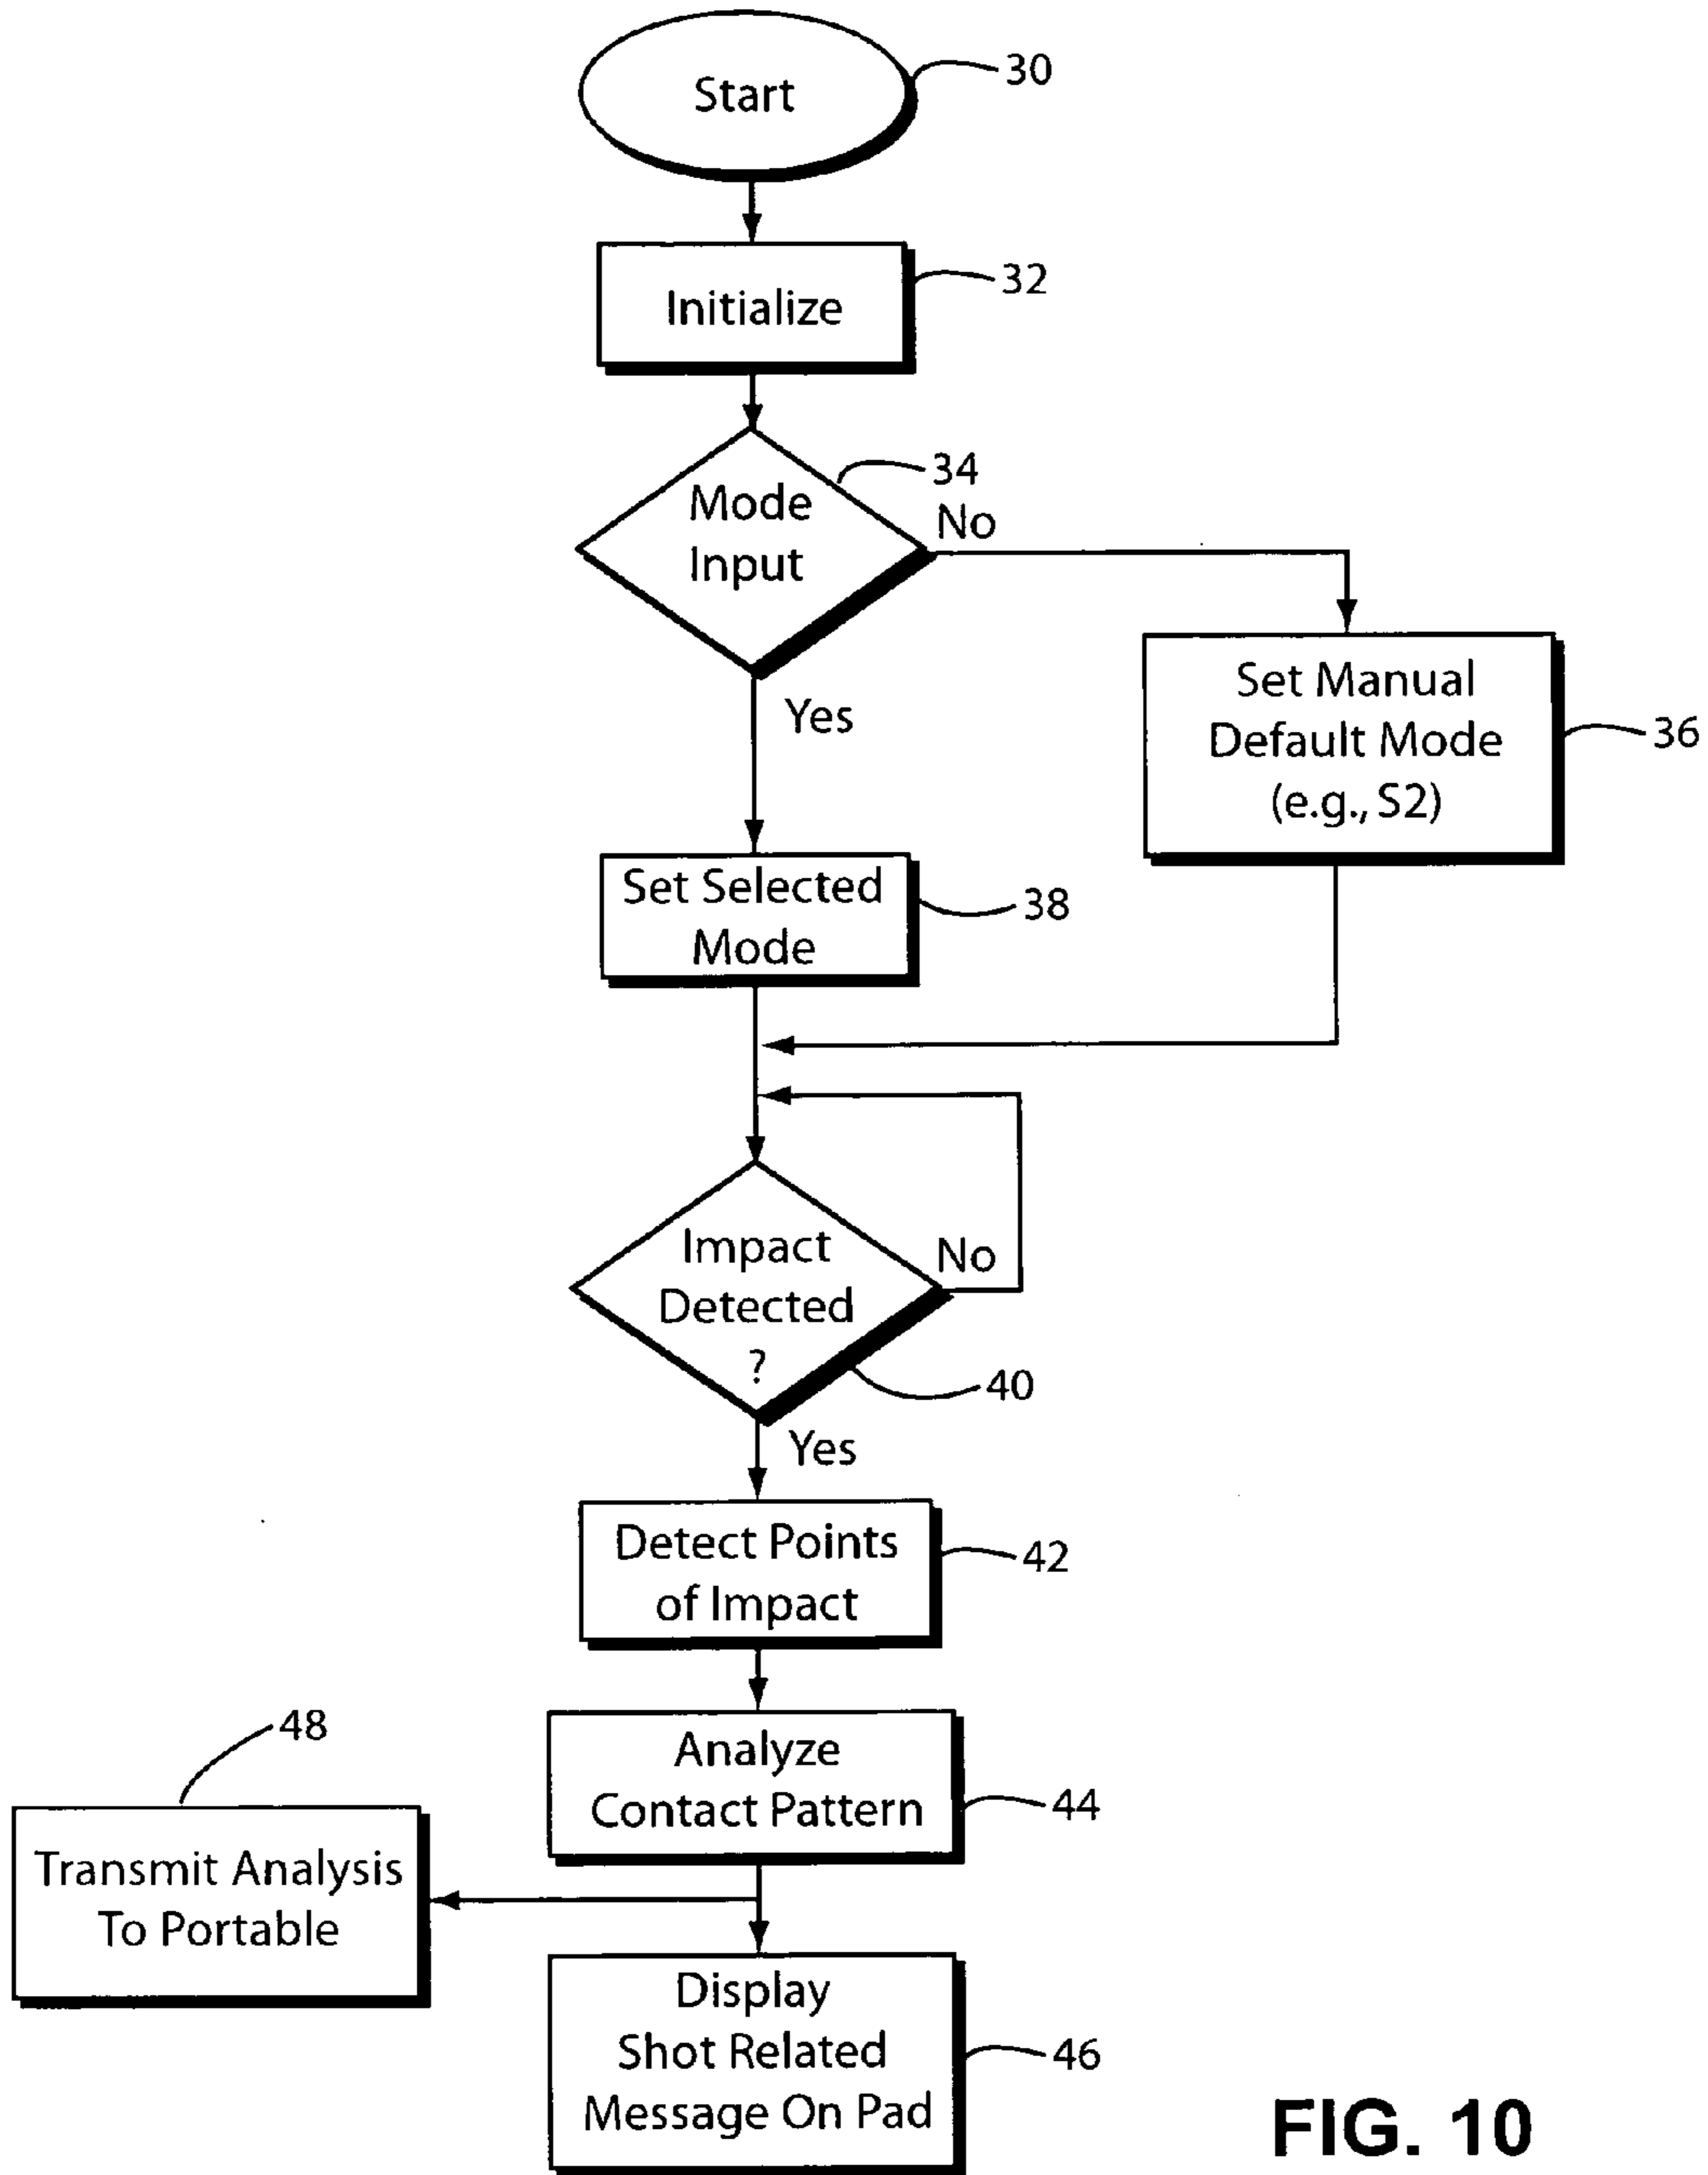 Start
30
Initialize
32
34
Mode
Input
No
Yes
Set Manual
Default Mode
(e.g., S2)
36
Set Selected
Mode
38
Impact
Detected
?
No
40
Yes
Detect Points
of Impact
42
Analyze
Contact Pattern
44
48
Transmit Analysis
To Portable
Display
Shot Related
Message On Pad
46
FIG. 10